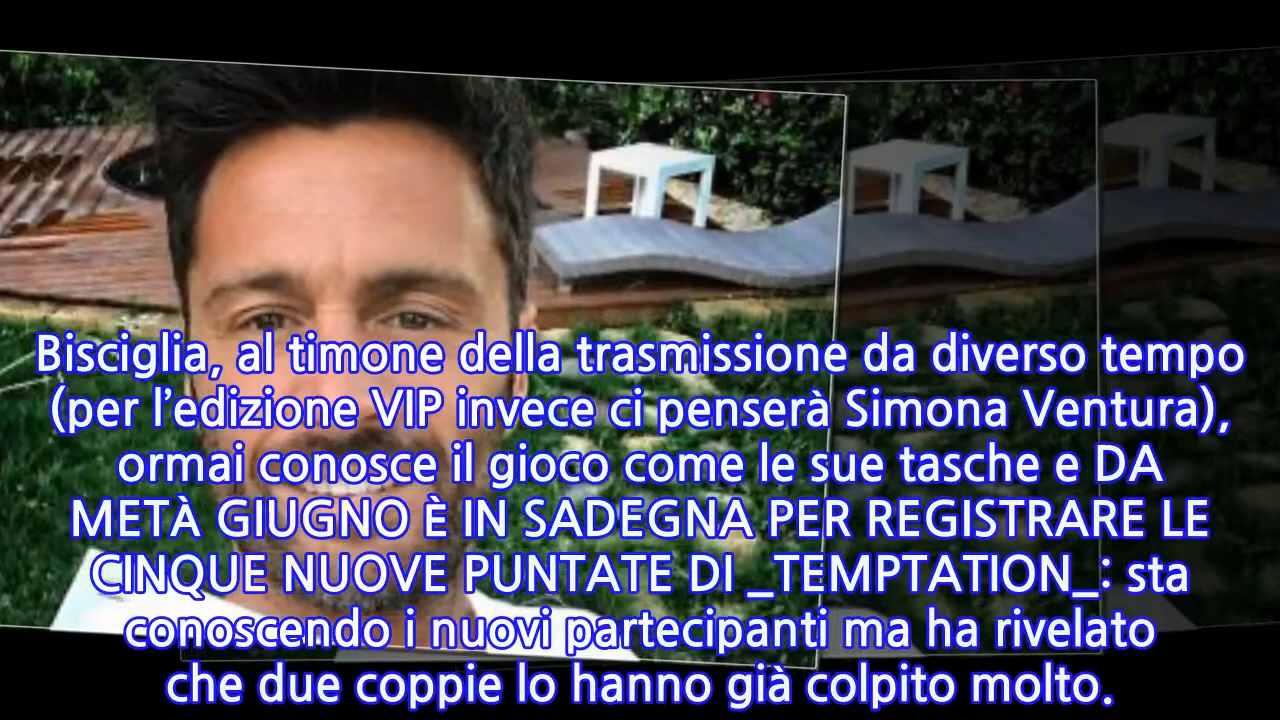 Bisciglia, al timone della trasmissione da diverso tempo
(per l’edizione VIP invece ci penserà Simona Ventura),
ormai conosce il gioco come le sue tasche e DA
METÀ GIUGNO È IN SADEGNA PER REGISTRARE LE
CINQUE NUOVE PUNTATE DI _TEMPTATION_: sta
conoscendo i nuovi partecipanti ma ha rivelato
che due coppie lo hanno già colpito molto.